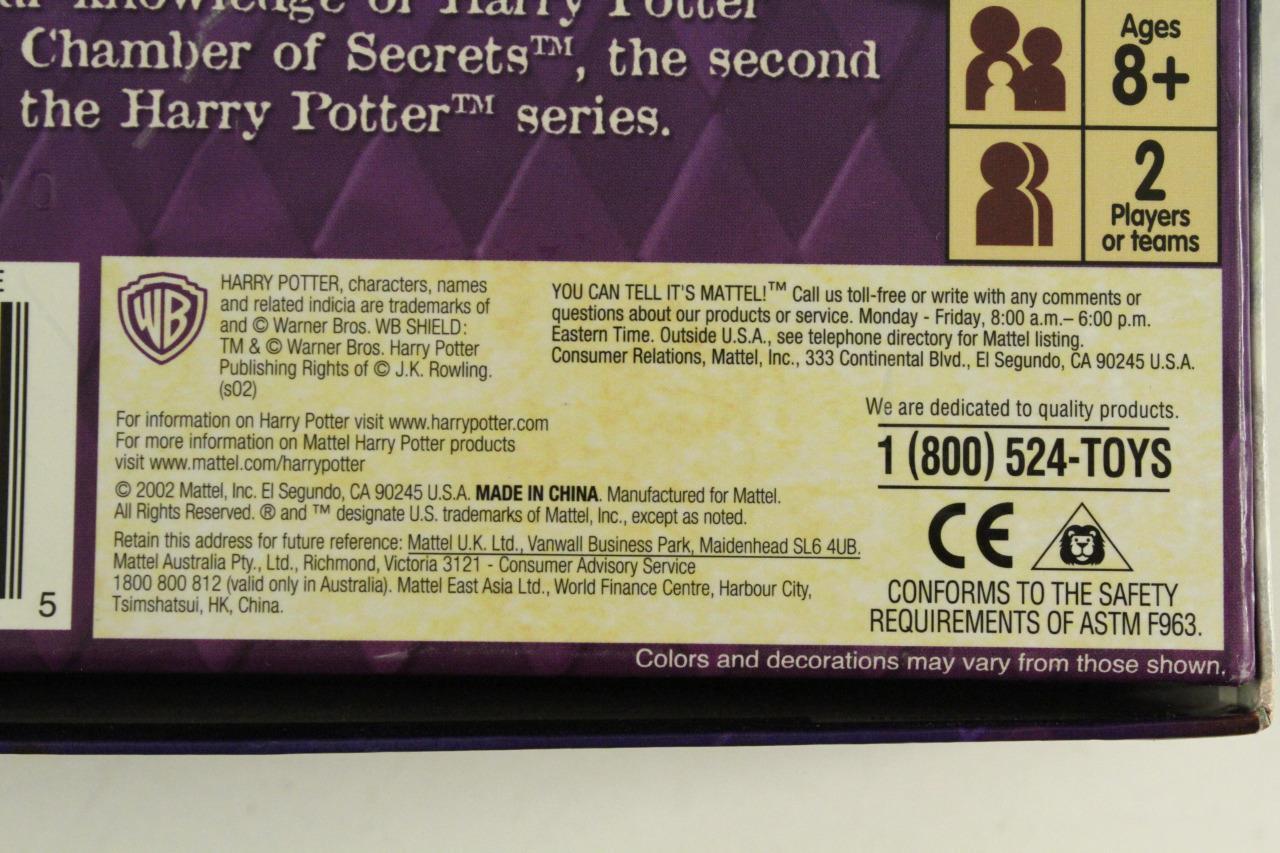 knowledge of Harry Potter
Chamber of Secrets™, the second
the Harry Potter™ series.
Ages
8+
2
Players
or teams
E
5
WB
HARRY POTTER, characters, names
and related indicia are trademarks of
and © Warner Bros. WB SHIELD:
TM & © Warner Bros. Harry Potter
Publishing Rights of © J.K. Rowling.
(s02)
For information on Harry Potter visit www.harrypotter.com
For more information on Mattel Harry Potter products
visit www.mattel.com/harrypotter
© 2002 Mattel, Inc. El Segundo, CA 90245 U.S.A. MADE IN CHINA. Manufactured for Mattel.
All Rights Reserved. ® and ™ designate U.S. trademarks of Mattel, Inc., except as noted.
Retain this address for future reference: Mattel U.K. Ltd., Vanwall Business Park, Maidenhead SL6 4UB.
Mattel Australia Pty., Ltd., Richmond, Victoria 3121 - Consumer Advisory Service
1800 800 812 (valid only in Australia). Mattel East Asia Ltd., World Finance Centre, Harbour City,
Tsimshatsui, HK, China.
YOU CAN TELL IT'S MATTEL!™ Call us toll-free or write with any comments or
questions about our products or service. Monday - Friday, 8:00 a.m.– 6:00 p.m.
Eastern Time. Outside U.S.A., see telephone directory for Mattel listing.
Consumer Relations, Mattel, Inc., 333 Continental Blvd., El Segundo, CA 90245 U.S.A.
We are dedicated to quality products.
1 (800) 524-TOYS
CE
CONFORMS TO THE SAFETY
REQUIREMENTS OF ASTM F963.
Colors and decorations may vary from those shown.